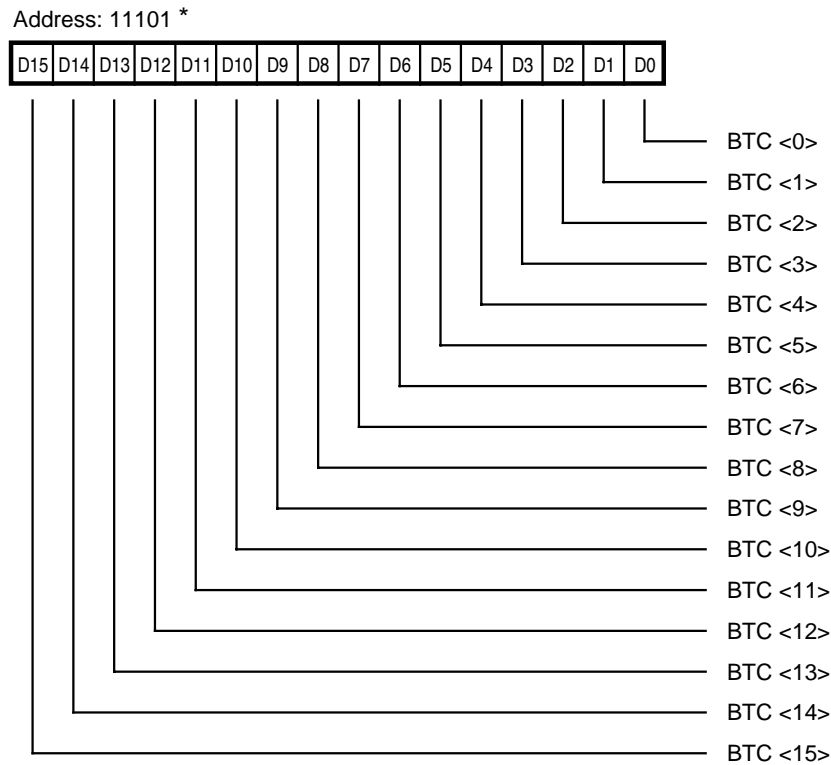 Address: 11101 *
D15 D14 D13 D12 D11 D10 D9 D8 D7 D6 D5 D4 D3 D2 D1 D0
BTC <0>
BTC <1>
BTC <2>
BTC <3>
BTC <4>
BTC <5>
BTC <6>
BTC <7>
BTC <8>
BTC <9>
BTC <10>
BTC <11>
BTC <12>
BTC <13>
BTC <14>
BTC <15>